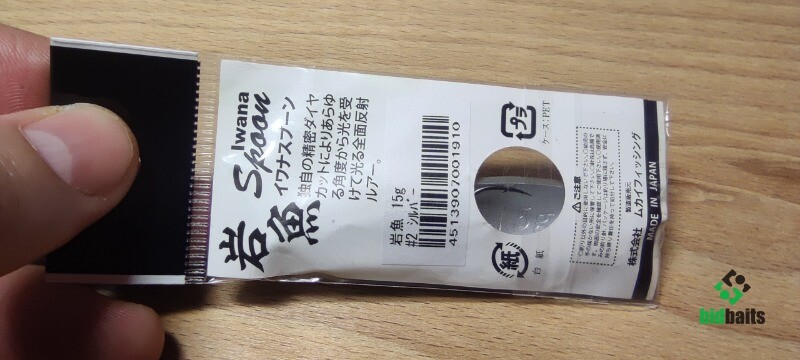 岩魚
Iwana
Spoon
イワナスプーン
独自の精密ダイヤ
カットによりあらゆ
る角度から光を受
けて光る全面反射
ルアー。
岩魚 15g
#2 シルバー
4513907001910
プラ
ケース:PET
紙
台 紙
⚠ご注意
製造販売元
株式会社 ムカイフィッシング
MADE IN JAPAN
bidbaits